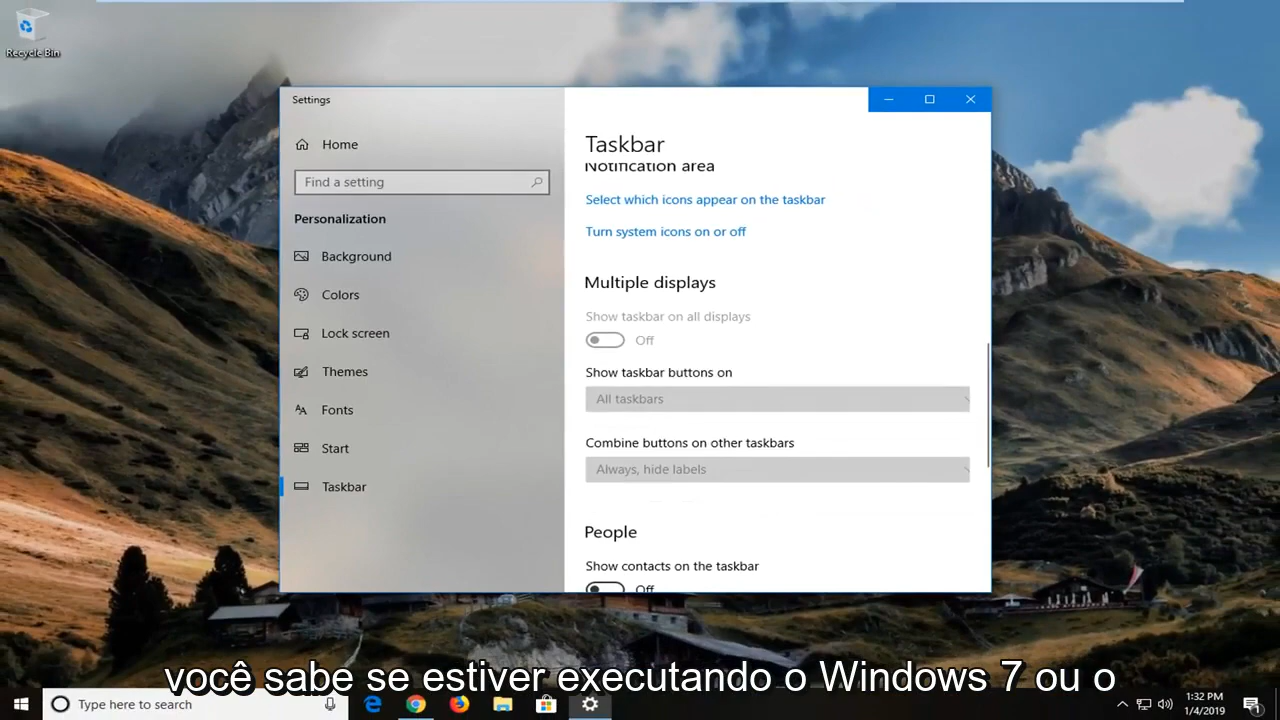 Recycle Bin
Settings
Home
Find a setting
Personalization
Background
Colors
Lock screen
Themes
Fonts
Start
Taskbar
Taskbar
Notification area
Select which icons appear on the taskbar
Turn system icons on or off
Multiple displays
Show taskbar on all displays
Off
Show taskbar buttons on
All taskbars
Combine buttons on other taskbars
Always, hide labels
People
Show contacts on the taskbar
Off
você sabe se estiver executando o Windows 7 ou o
Type here to search
1:32 PM
1/4/2019
1